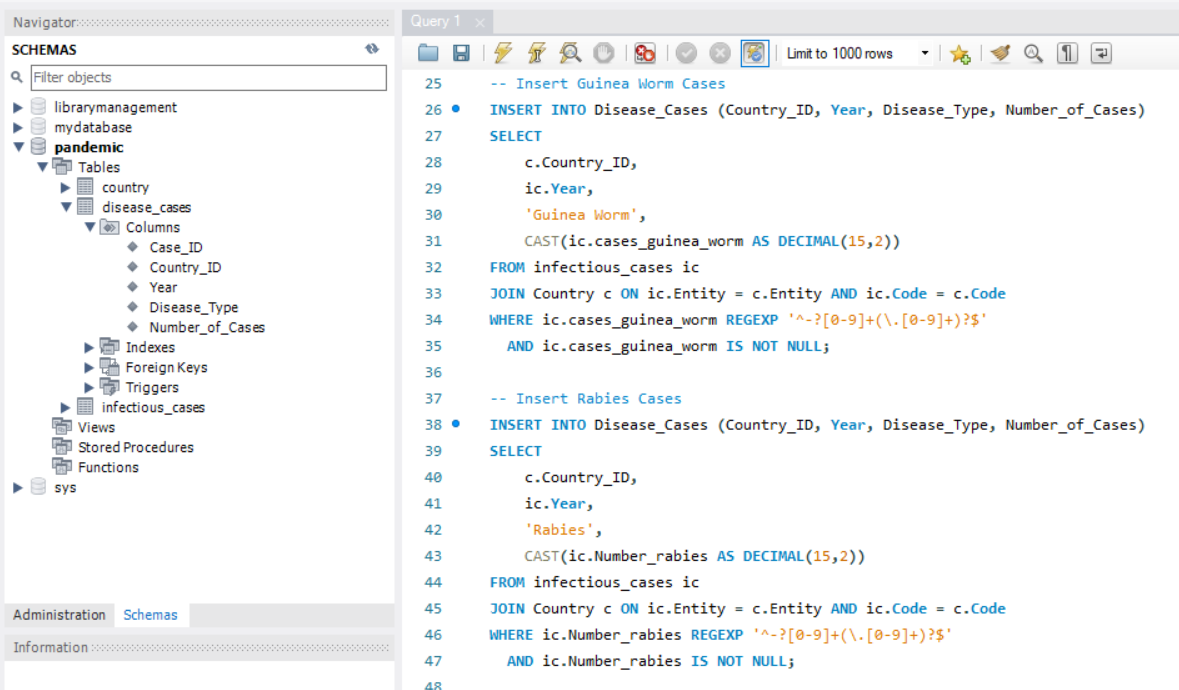 Navigator
SCHEMAS
Filter objects
librarymanagement
mydatabase
pandemic
Tables
country
disease_cases
Columns
Case_ID
Country_ID
Year
Disease_Type
Number_of_Cases
Indexes
Foreign Keys
Triggers
infectious_cases
Views
Stored Procedures
Functions
sys
Administration Schemas
Information
Query 1
Limit to 1000 rows
25 -- Insert Guinea Worm Cases
26 INSERT INTO Disease_Cases (Country_ID, Year, Disease_Type, Number_of_Cases)
27 SELECT
28 c.Country_ID,
29 ic.Year,
30 'Guinea Worm',
31 CAST(ic.cases_guinea_worm AS DECIMAL(15,2))
32 FROM infectious_cases ic
33 JOIN Country c ON ic.Entity = c.Entity AND ic.Code = c.Code
34 WHERE ic.cases_guinea_worm REGEXP '^-?[0-9]+(\.[0-9]+)?$'
35 AND ic.cases_guinea_worm IS NOT NULL;
36
37 -- Insert Rabies Cases
38 INSERT INTO Disease_Cases (Country_ID, Year, Disease_Type, Number_of_Cases)
39 SELECT
40 c.Country_ID,
41 ic.Year,
42 'Rabies',
43 CAST(ic.Number_rabies AS DECIMAL(15,2))
44 FROM infectious_cases ic
45 JOIN Country c ON ic.Entity = c.Entity AND ic.Code = c.Code
46 WHERE ic.Number_rabies REGEXP '^-?[0-9]+(\.[0-9]+)?$'
47 AND ic.Number_rabies IS NOT NULL;
48